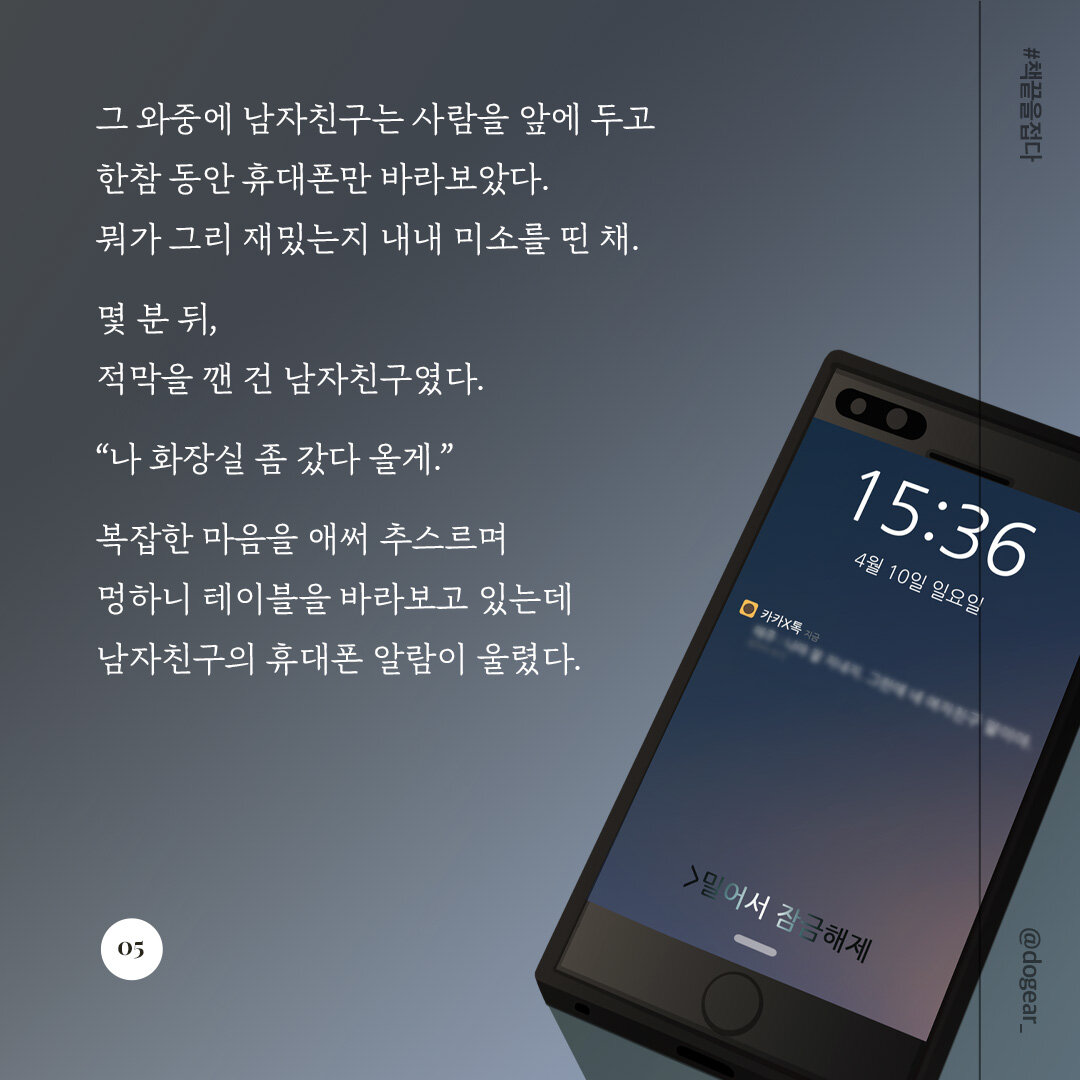 그 와중에 남자친구는 사람을 앞에 두고
한참 동안 휴대폰만 바라보았다.
뭐가 그리 재밌는지 내내 미소를 띤 채.
몇 분 뒤,
적막을 깬 건 남자친구였다.
“나 화장실 좀 갔다 올게.”
복잡한 마음을 애써 추스르며
멍하니 테이블을 바라보고 있는데
남자친구의 휴대폰 알람이 울렸다.
05
#책끝을접다
@dogear_
15:36
4월 10일 일요일
카카X톡 지금
>밀어서 잠금해제